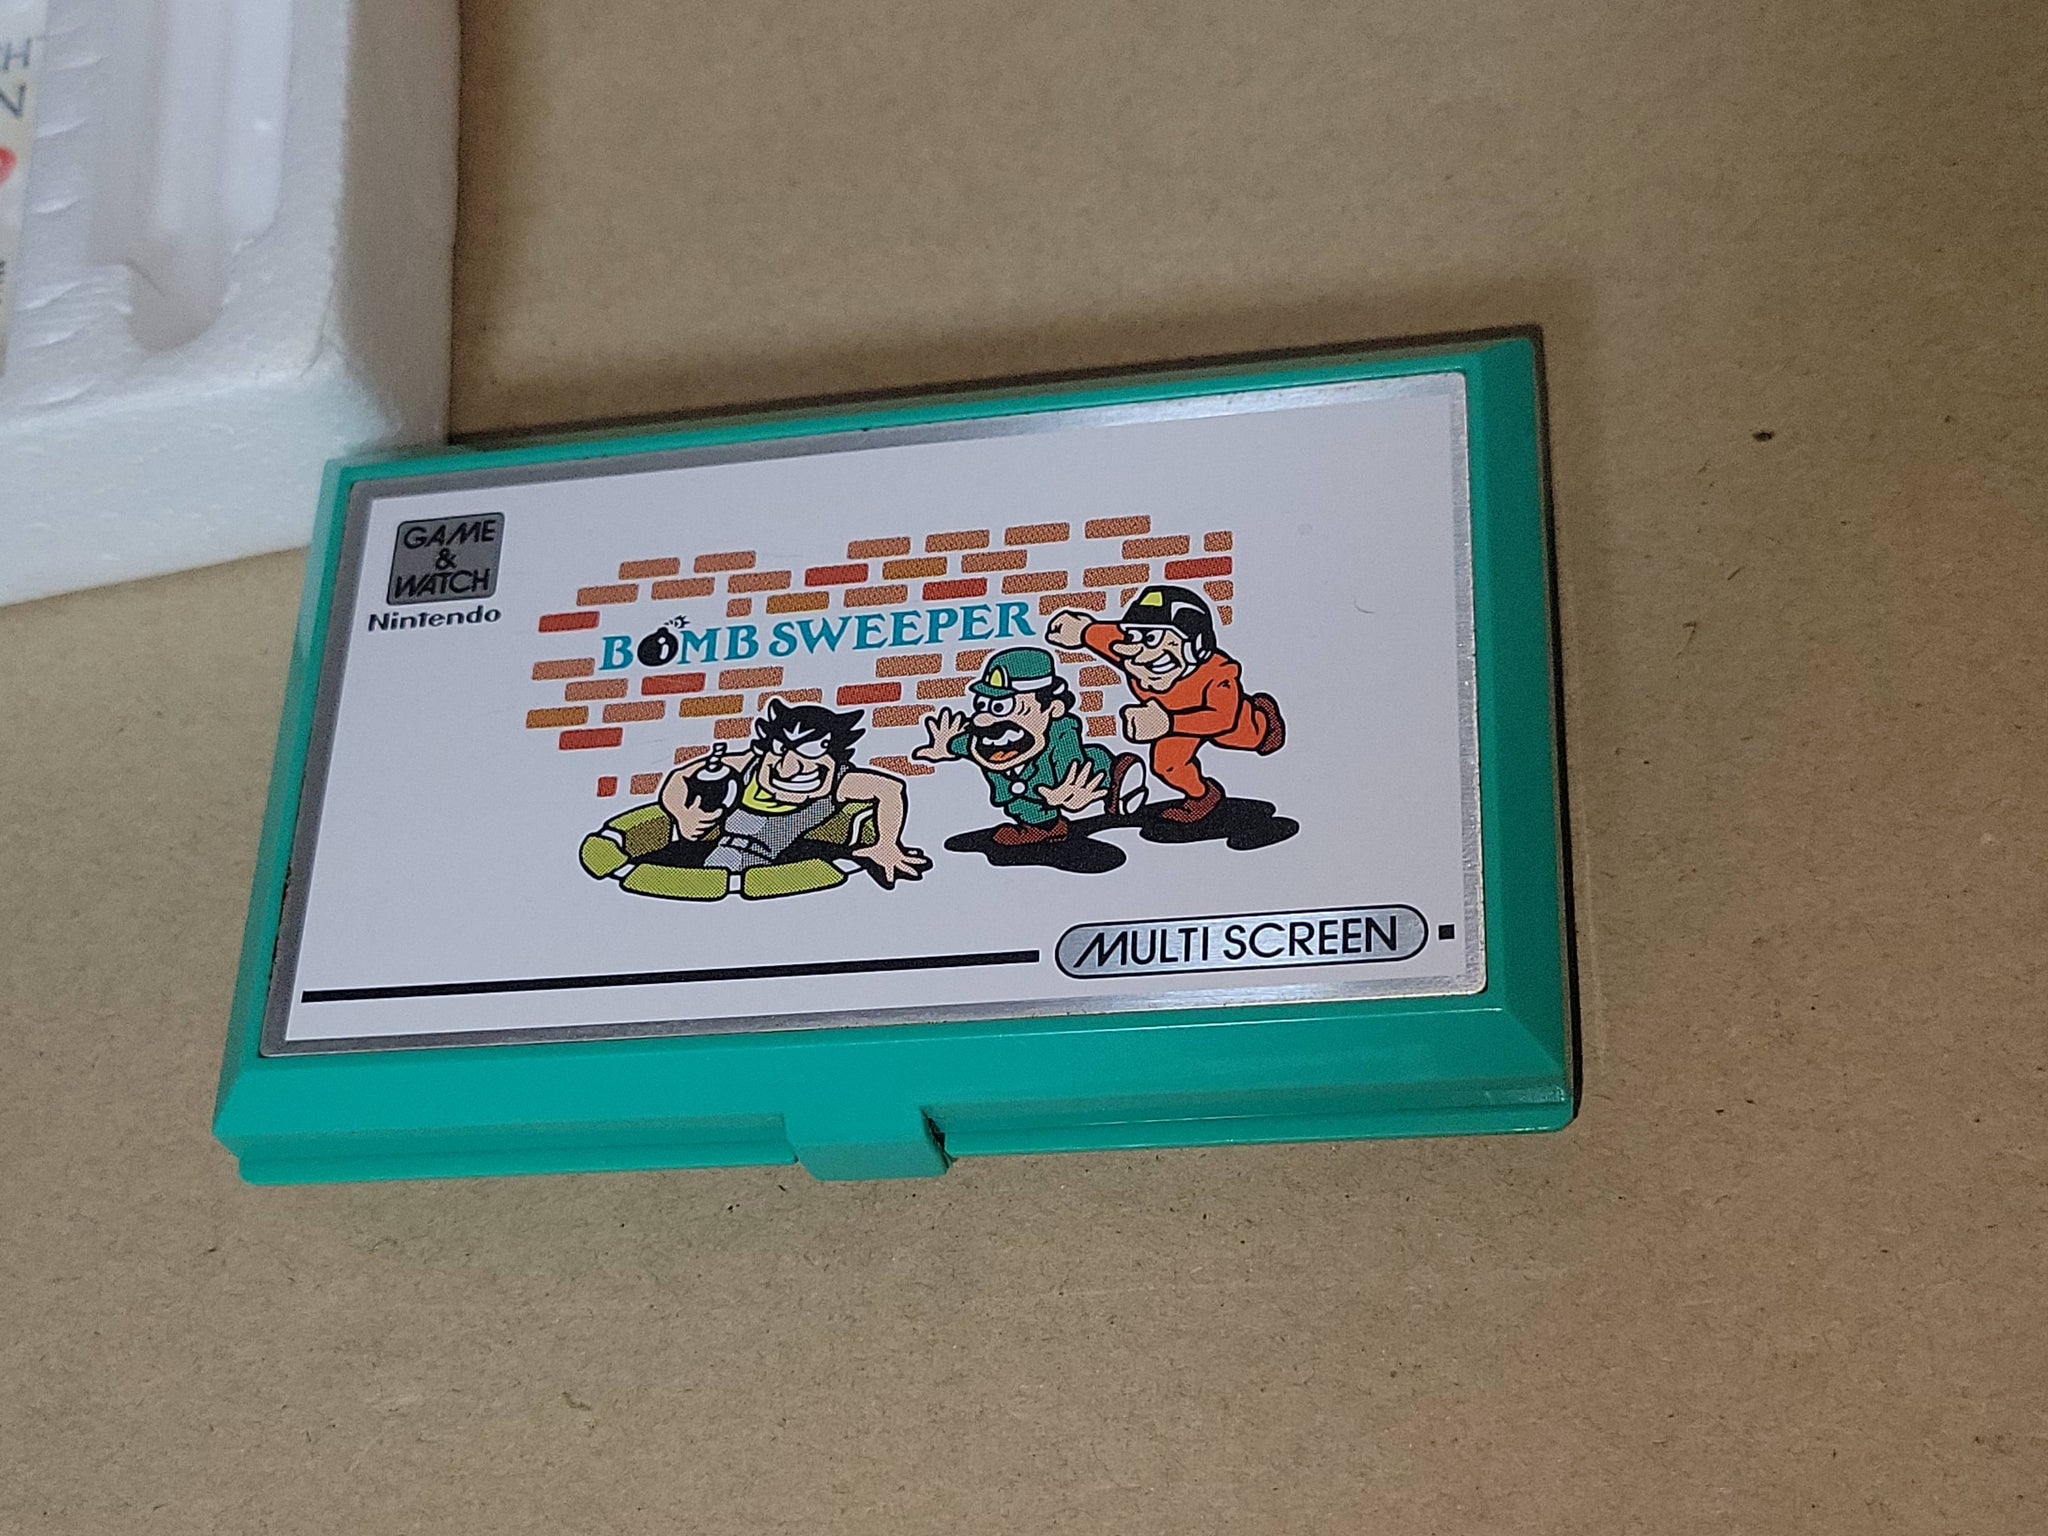 GAME
&
WATCH
Nintendo
BOMB SWEEPER
MULTI SCREEN